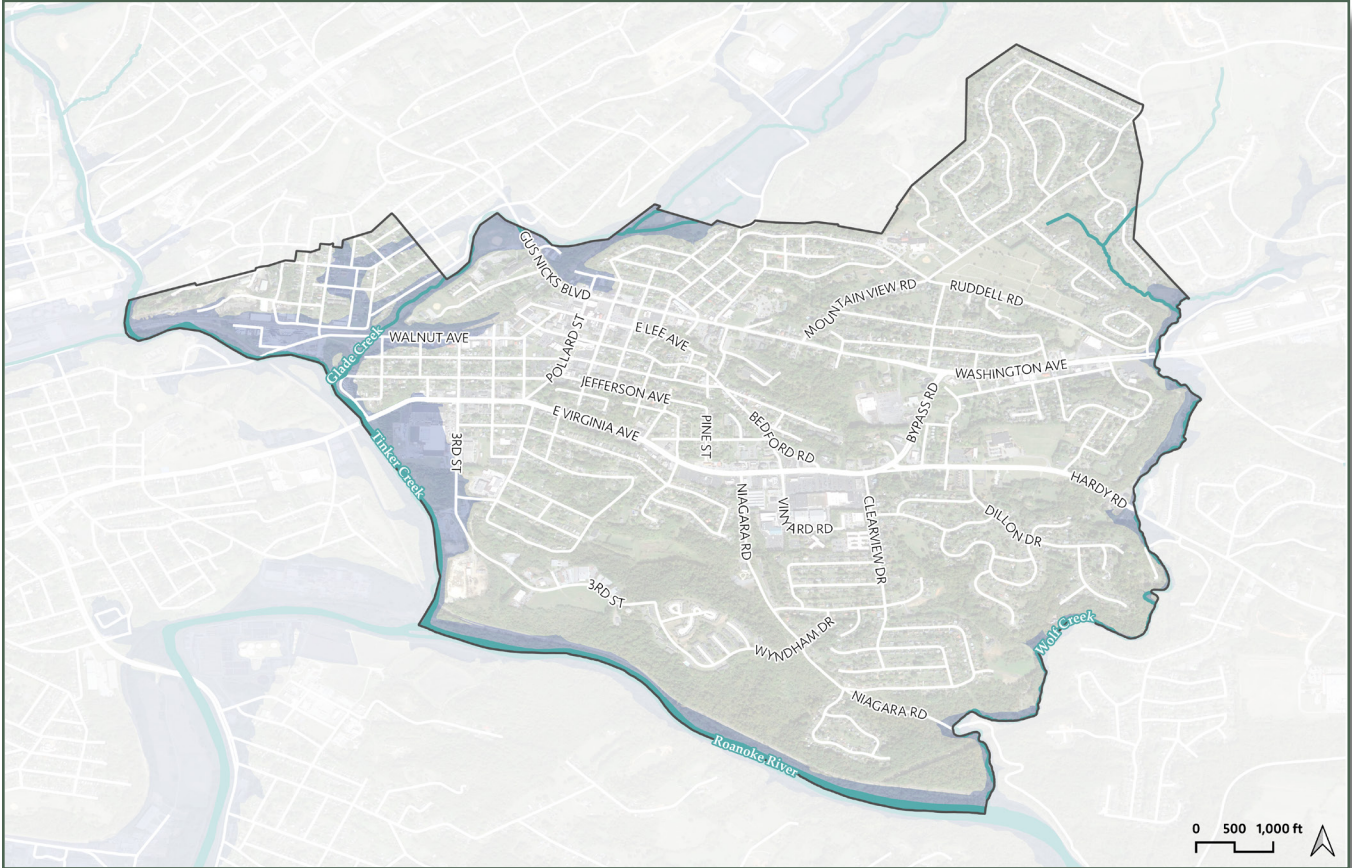 GUS NICKS BLVD
MOUNTAIN VIEW RD
RUDDELL RD
WALNUT AVE
POLLARD ST
E LEE AVE
Glade Creek
WASHINGTON AVE
JEFFERSON AVE
BYPASS RD
E VIRGINIA AVE
PINE ST
BEDFORD RD
3RD ST
Tinker Creek
HARDY RD
NIAGARA RD
VINYARD RD
CLEARVIEW DR
DILLON DR
3RD ST
WYNDHAM DR
Wolf Creek
NIAGARA RD
Roanoke River
0 500 1,000 ft